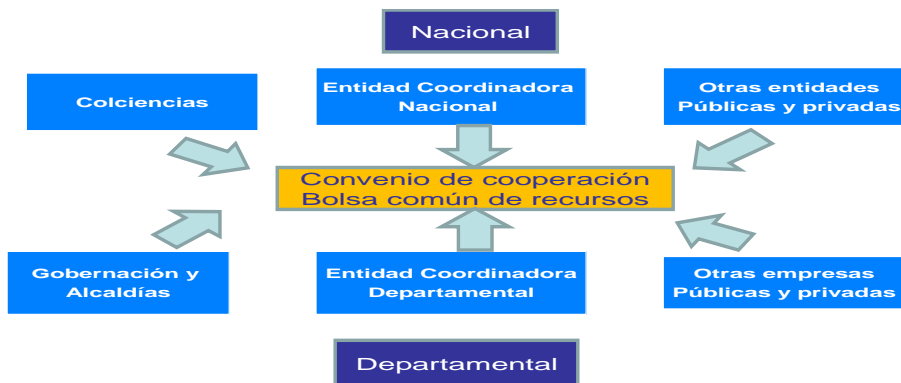 Nacional
Colciencias
Entidad Coordinadora
Nacional
Otras entidades
Públicas y privadas
Convenio de cooperación
Bolsa común de recursos
Gobernación y
Alcaldías
Entidad Coordinadora
Departamental
Otras empresas
Públicas y privadas
Departamental